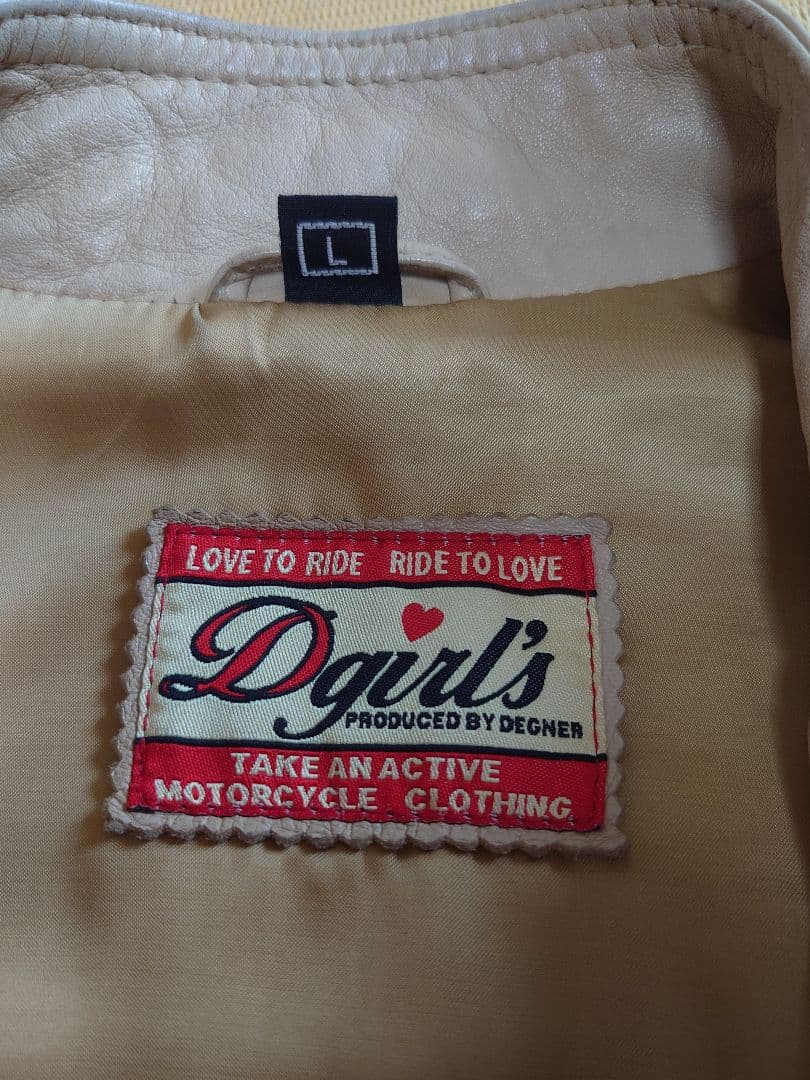 L
LOVE TO RIDE RIDE TO LOVE
Dgirl's
PRODUCED BY DEGNER
TAKE AN ACTIVE
MOTORCYCLE CLOTHING